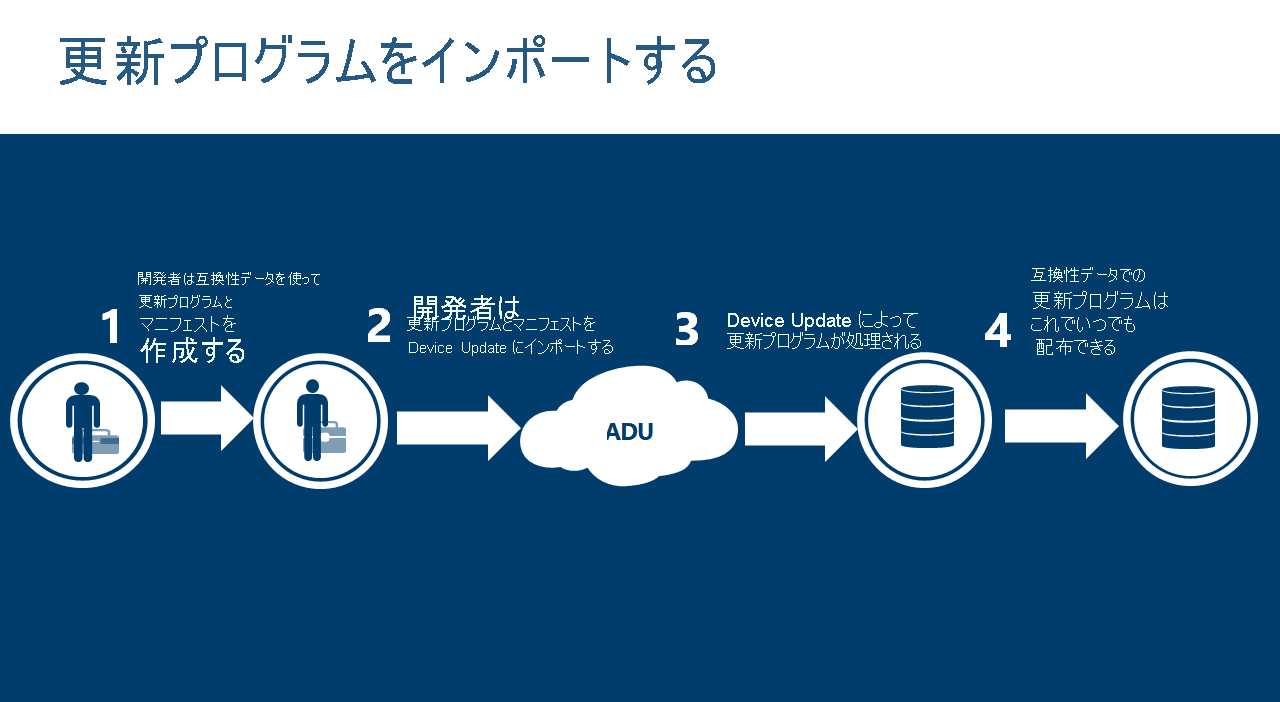 更新プログラムをインポートする
1
開発者は互換性データを使って
更新プログラムと
マニフェストを
作成する
2
開発者は
更新プログラムとマニフェストを
Device Update にインポートする
3
Device Update によって
更新プログラムが処理される
4
互換性データでの
更新プログラムは
これでいつでも
配布できる
ADU